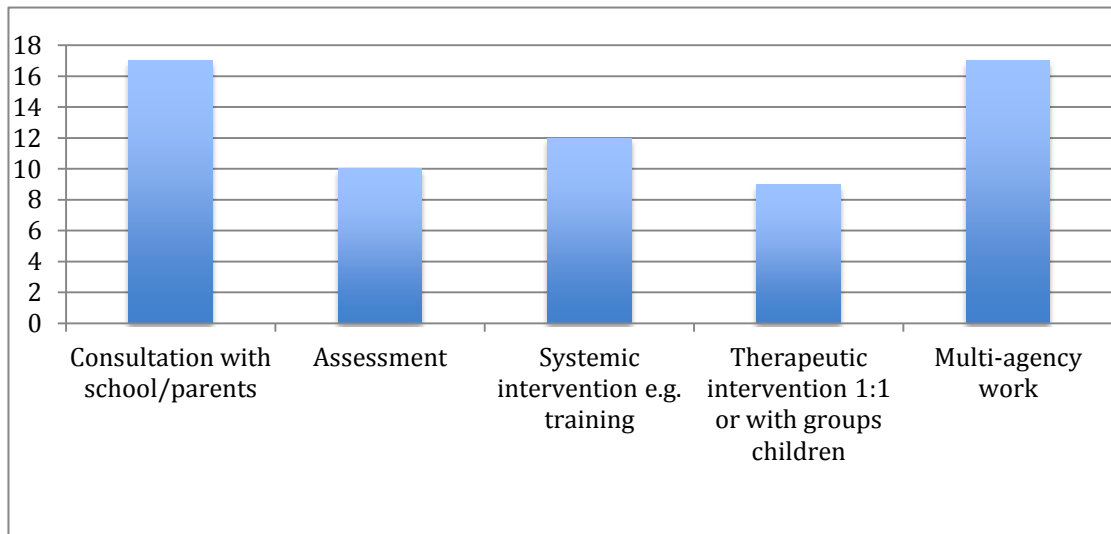 18
16
14
12
10
8
6
4
2
0
Consultation with
school/parents
Assessment
Systemic
intervention e.g.
training
Therapeutic
intervention 1:1
or with groups
children
Multi-agency
work